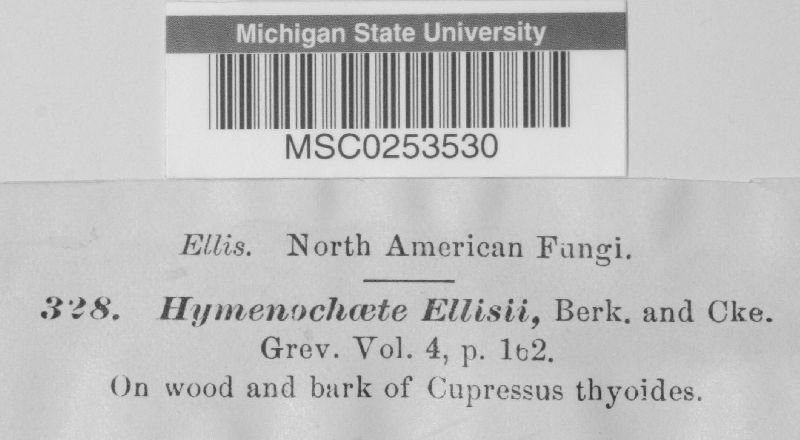 Michigan State University
MSC0253530
Ellis. North American Fungi.
328. Hymenochæte Ellisii, Berk. and Cke.
Grev. Vol. 4, p. 162.
On wood and bark of Cupressus thyoides.